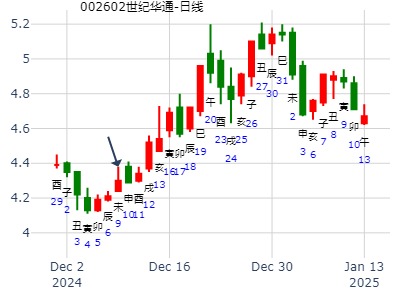 002602世纪华通-日线
5.2
5
4.8
4.6
4.4
4.2
4
酉
29
子
2
丑
3
寅
4
卯
5
辰
6
未
9
申
10
酉
11
戌
12
亥
13
寅
16
卯
17
辰
18
巳
19
午
20
酉
23
戌
24
亥
25
子
26
丑
27
辰
30
巳
31
未
2
申
3
亥
6
子
7
丑
8
寅
9
卯
10
午
13
Dec 2
2024
Dec 16
Dec 30
Jan 13
2025